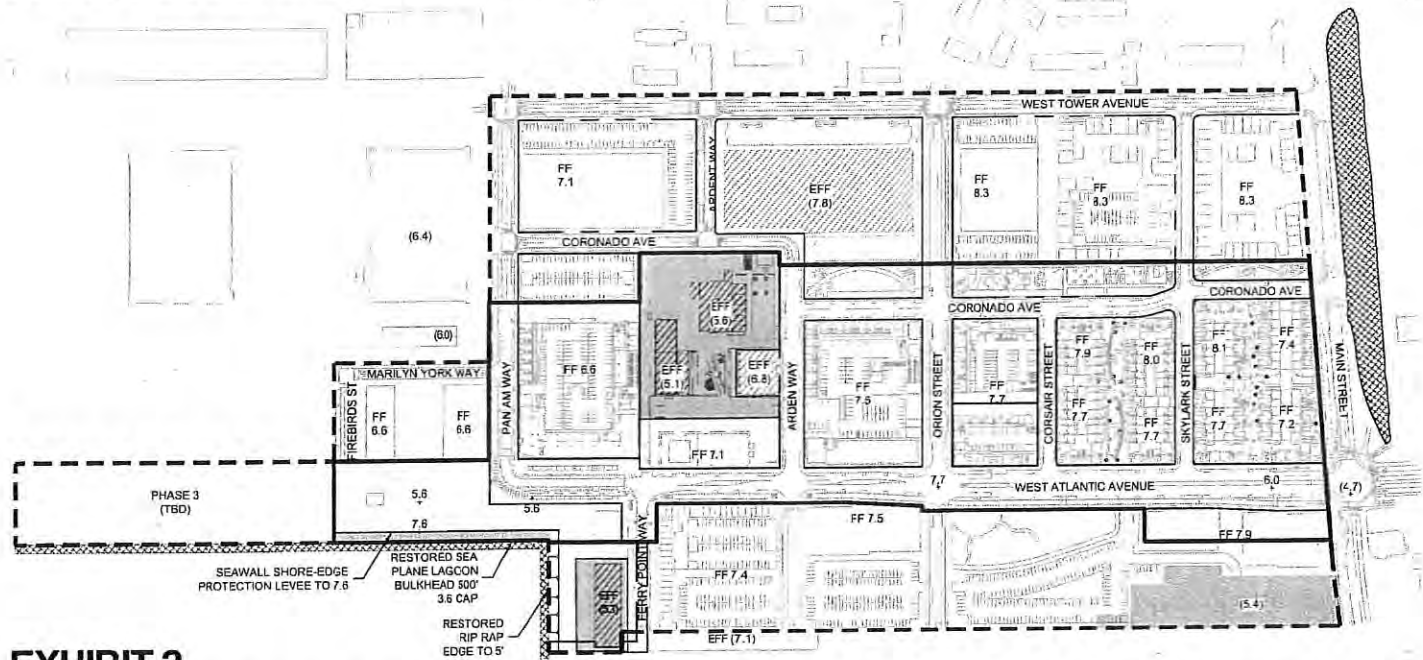 WEST TOWER AVENUE
ARDENT WAY
FF
7.1
EFF
(7.8)
FF
8.3
FF
8.3
FF
8.3
(6.4)
CORONADO AVE
EFF
(5.6)
CORONADO AVE
CORONADO AVE
(6.0)
MARILYN YORK WAY
FIREBIRDS ST
FF
6.6
FF
6.6
PAN AM WAY
FF 6.6
EFF
(5.1)
EFF
(6.8)
FF 7.1
ARDEN WAY
FF
7.5
ORION STREET
FF
7.7
CORSAIR STREET
FF
7.9
FF
8.0
FF
7.7
FF
7.7
SKYLARK STREET
FF
8.1
FF
7.4
FF
7.7
FF
7.2
MAIN STREET
PHASE 3
(TBD)
5.6
7.6
5.6
7.7
WEST ATLANTIC AVENUE
6.0
(4.7)
FERRY POINT WAY
FF 7.4
FF 7.5
FF 7.9
(5.4)
SEAWALL SHORE-EDGE
PROTECTION LEVEE TO 7.6
RESTORED SEA
PLANE LAGOON
BULKHEAD 500'
3.6 CAP
RESTORED
RIP RAP
EDGE TO 5'
EFF
EFF (7.1)
EXHIBIT 2